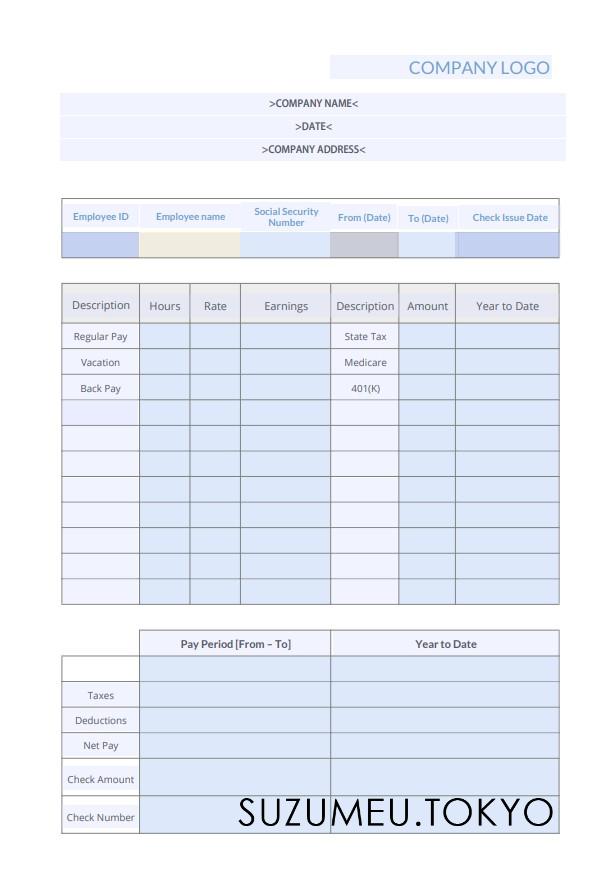 COMPANY LOGO
>COMPANY NAME<
>DATE<
>COMPANY ADDRESS<
Employee ID Employee name Social Security Number From (Date) To (Date) Check Issue Date
Description Hours Rate Earnings Description Amount Year to Date
Regular Pay State Tax
Vacation Medicare
Back Pay 401(K)
Pay Period [From – To] Year to Date
Taxes
Deductions
Net Pay
Check Amount
Check Number
SUZUMEU.TOKYO